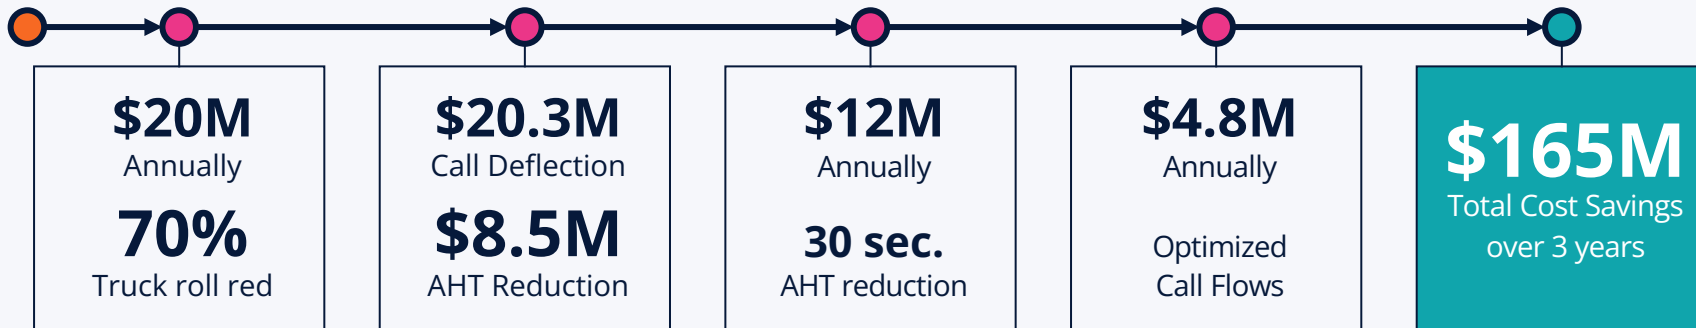 $20M
Annually
70%
Truck roll red
$20.3M
Call Deflection
$8.5M
AHT Reduction
$12M
Annually
30 sec.
AHT reduction
$4.8M
Annually
Optimized
Call Flows
$165M
Total Cost Savings
over 3 years